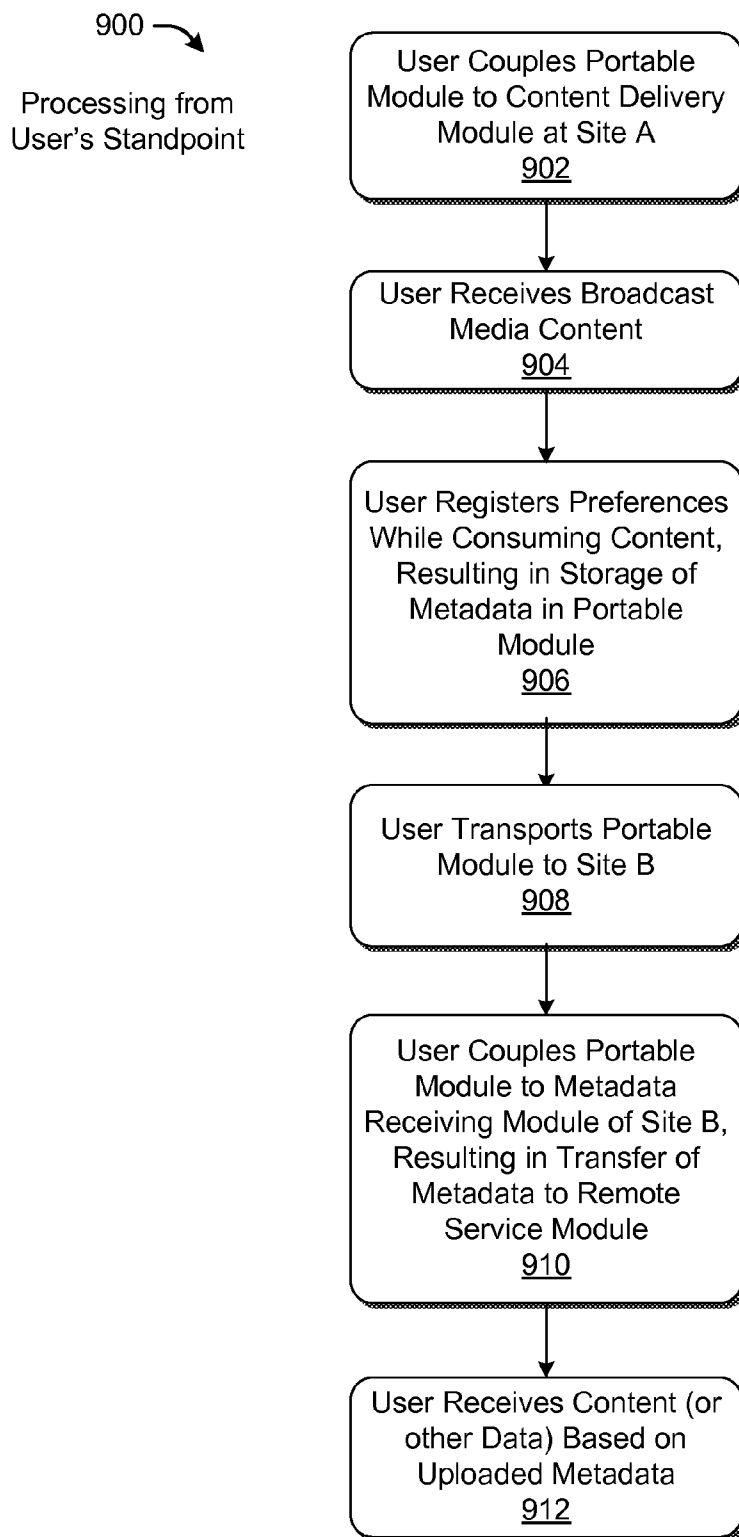 900
Processing from
User's Standpoint
User Couples Portable
Module to Content Delivery
Module at Site A
902
User Receives Broadcast
Media Content
904
User Registers Preferences
While Consuming Content,
Resulting in Storage of
Metadata in Portable
Module
906
User Transports Portable
Module to Site B
908
User Couples Portable
Module to Metadata
Receiving Module of Site B,
Resulting in Transfer of
Metadata to Remote
Service Module
910
User Receives Content (or
other Data) Based on
Uploaded Metadata
912